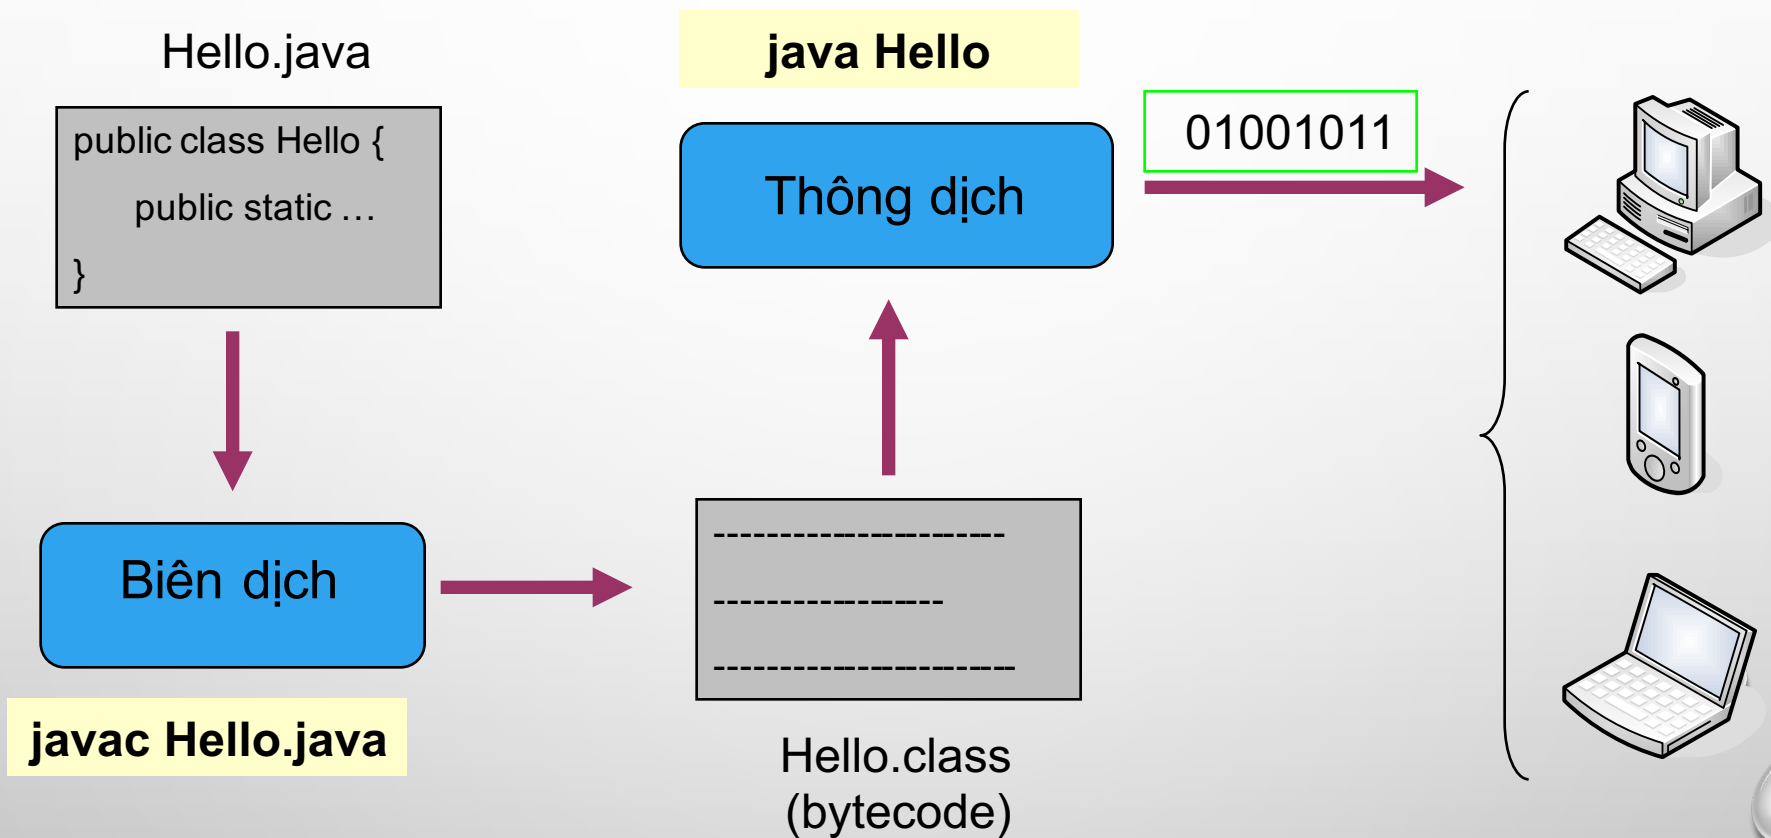 Hello.java
public class Hello {
public static …
}
Biên dịch
javac Hello.java
java Hello
Thông dịch
01001011
-----------------------
------------------
------------------------
Hello.class
(bytecode)